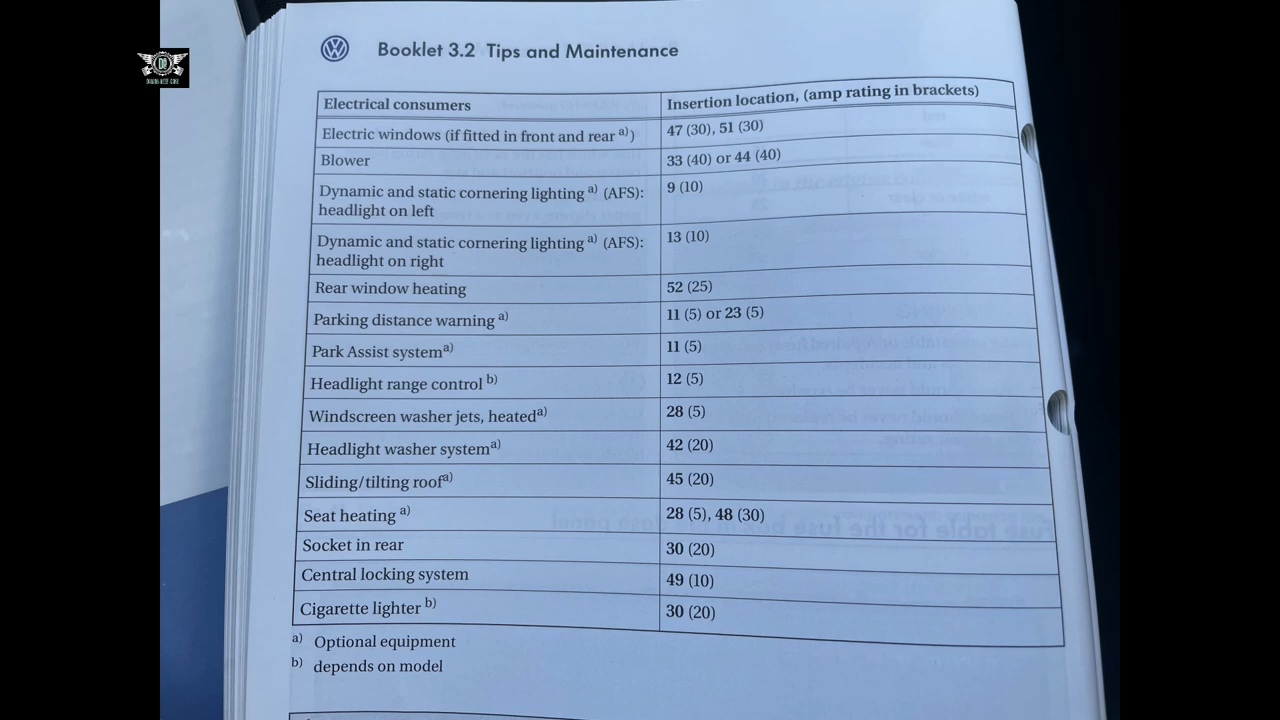 Booklet 3.2 Tips and Maintenance
Electrical consumers
Insertion location, (amp rating in brackets)
Electric windows (if fitted in front and rear a))
47 (30), 51 (30)
Blower
33 (40) or 44 (40)
Dynamic and static cornering lighting a) (AFS):
headlight on left
9 (10)
Dynamic and static cornering lighting a) (AFS):
headlight on right
13 (10)
Rear window heating
52 (25)
Parking distance warning a)
11 (5) or 23 (5)
Park Assist system a)
11 (5)
Headlight range control b)
12 (5)
Windscreen washer jets, heated a)
28 (5)
Headlight washer system a)
42 (20)
Sliding/tilting roof a)
45 (20)
Seat heating a)
28 (5), 48 (30)
Socket in rear
30 (20)
Central locking system
49 (10)
Cigarette lighter b)
30 (20)
a) Optional equipment
b) depends on model